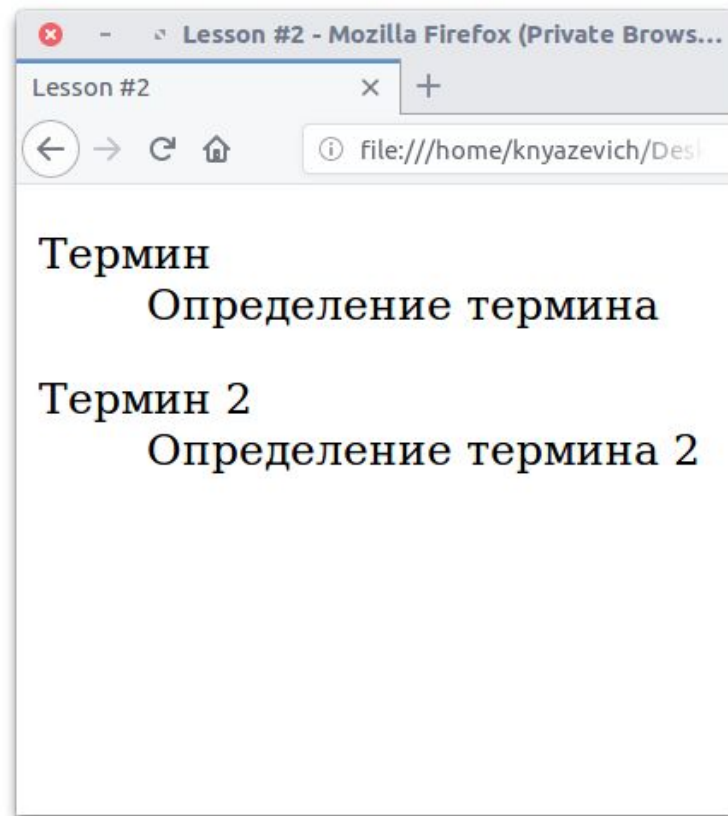 Lesson #2 - Mozilla Firefox (Private Brows...
Lesson #2
file:///home/knyazevich/Des
Термин
Определение термина
Термин 2
Определение термина 2